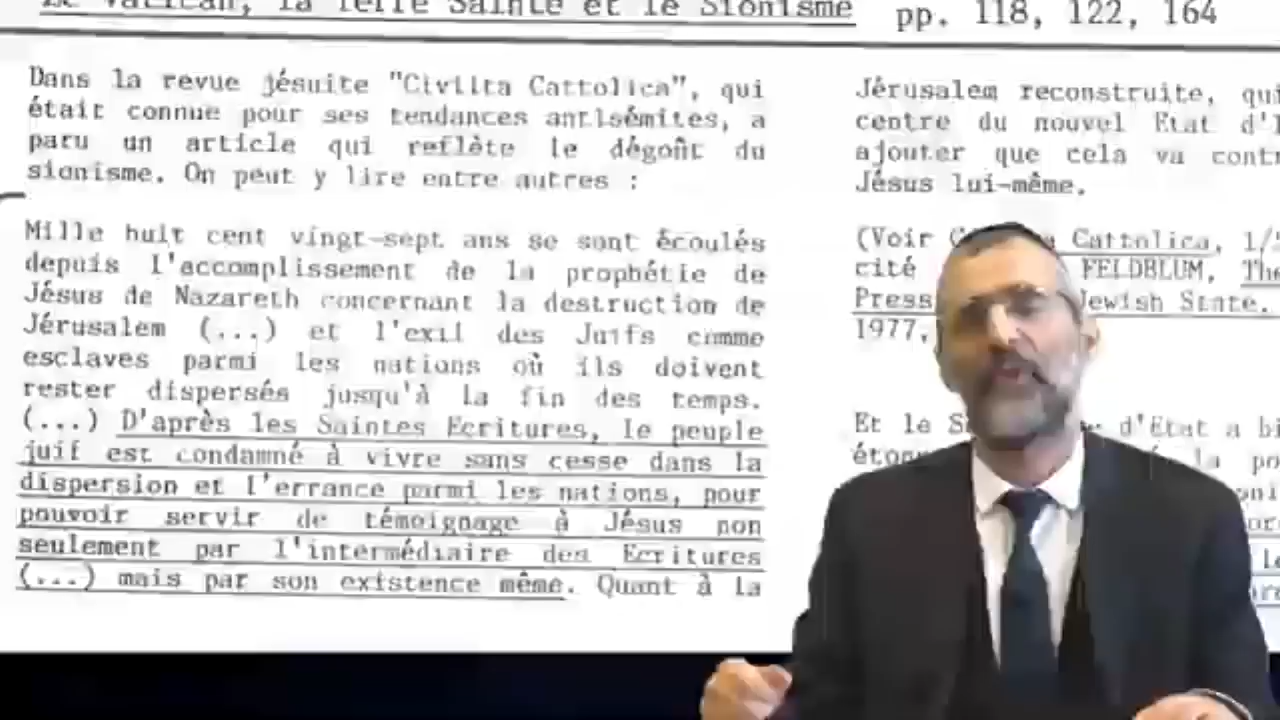 Le Vatican, la Terre Sainte et le Sionisme pp. 118, 122, 164
Dans la revue jésuite "Civilta Cattolica", qui
était connue pour ses tendances antisémites, a
paru un article qui reflète le dégoût du
sionisme. On peut y lire entre autres :
Mille huit cent vingt-sept ans se sont écoulés
depuis l'accomplissement de la prophétie de
Jésus de Nazareth concernant la destruction de
Jérusalem (...) et l'exil des Juifs comme
esclaves parmi les nations où ils doivent
rester dispersés jusqu'à la fin des temps.
(...) D'après les Saintes Ecritures, le peuple
juif est condamné à vivre sans cesse dans la
dispersion et l'errance parmi les nations, pour
pouvoir servir de témoignage à Jésus non
seulement par l'intermédiaire des Ecritures
(...) mais par son existence même. Quant à la
Jérusalem reconstruite, qui
centre du nouvel Etat d'I
ajouter que cela va contr
Jésus lui-même.
(Voir Cattolica, 1/5
cité FELDBLUM, The
Press Jewish State.
1977,
Et le d'Etat a bi
la po